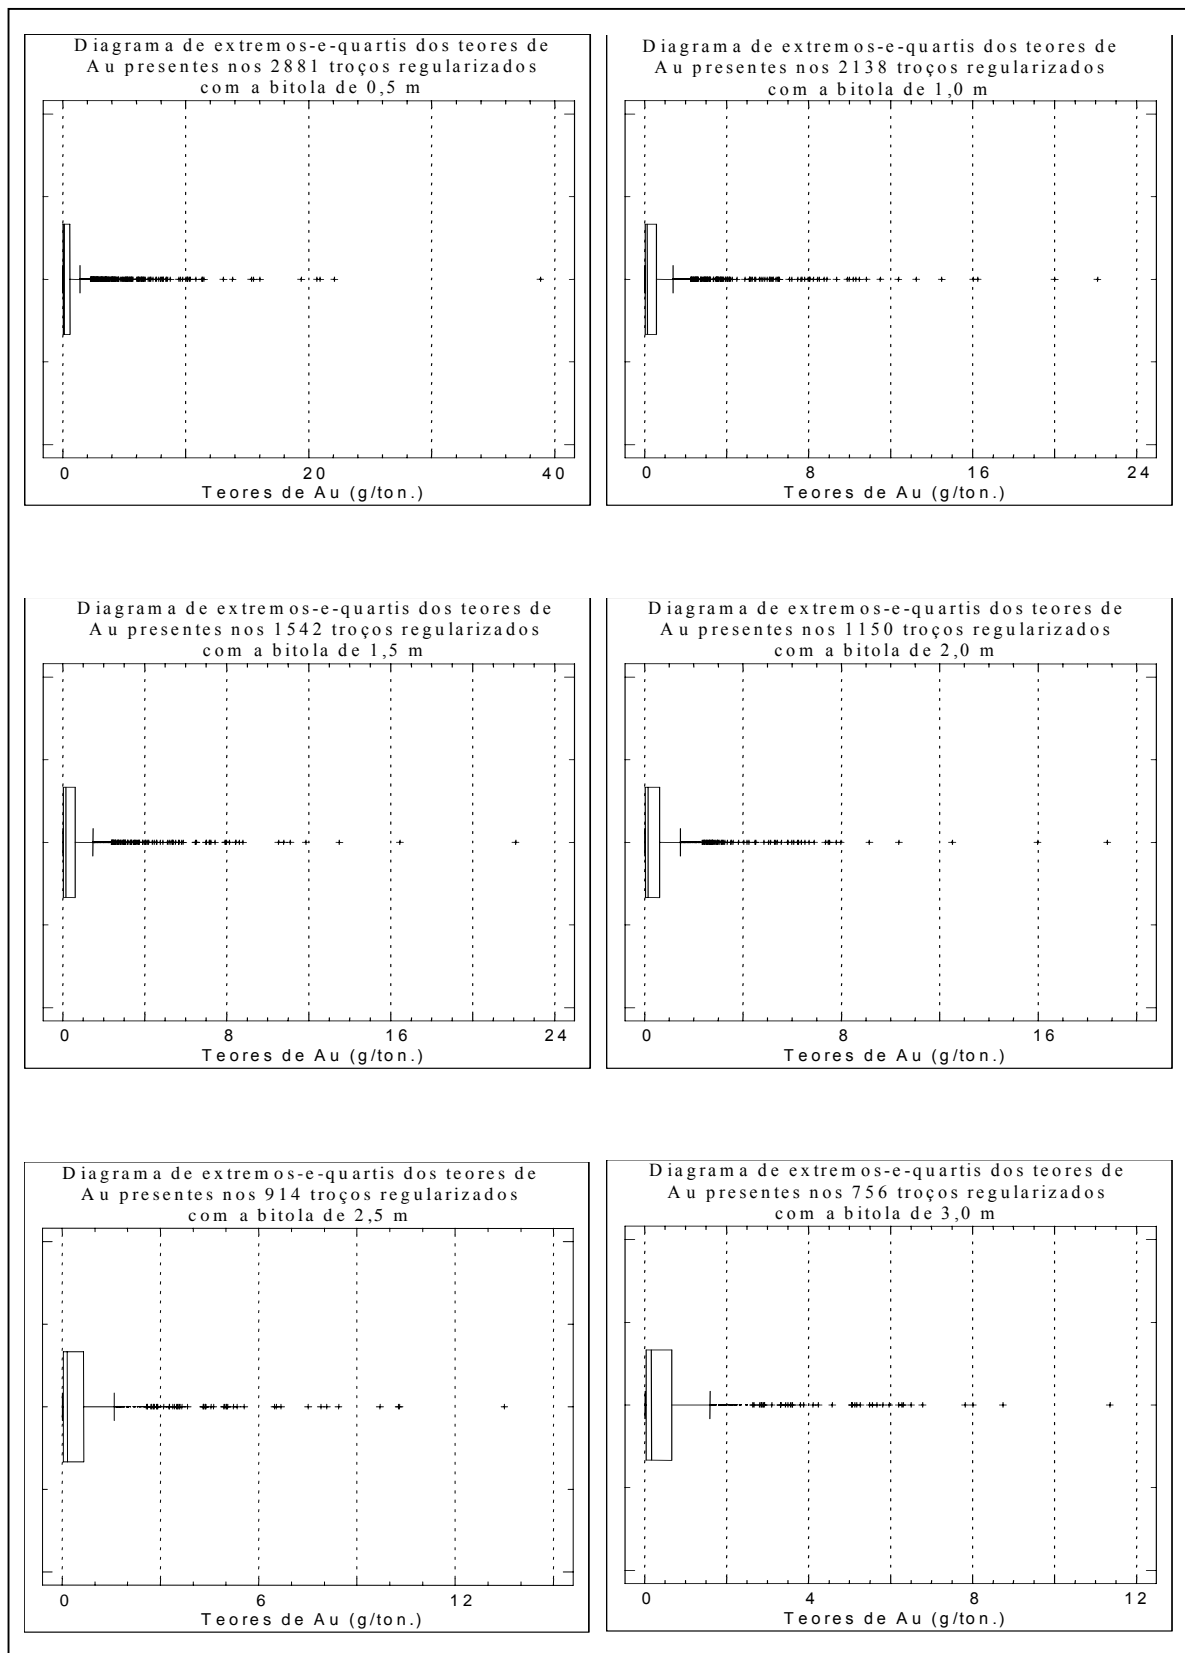 Diagrama de extremos-e-quartis dos teores de
Au presentes nos 2881 troços regularizados
com a bitola de 0,5 m
0 20 40
Teores de Au (g/ton.)
Diagrama de extremos-e-quartis dos teores de
Au presentes nos 2138 troços regularizados
com a bitola de 1,0 m
0 8 16 24
Teores de Au (g/ton.)
Diagrama de extremos-e-quartis dos teores de
Au presentes nos 1542 troços regularizados
com a bitola de 1,5 m
0 8 16 24
Teores de Au (g/ton.)
Diagrama de extremos-e-quartis dos teores de
Au presentes nos 1150 troços regularizados
com a bitola de 2,0 m
0 8 16
Teores de Au (g/ton.)
Diagrama de extremos-e-quartis dos teores de
Au presentes nos 914 troços regularizados
com a bitola de 2,5 m
0 6 12
Teores de Au (g/ton.)
Diagrama de extremos-e-quartis dos teores de
Au presentes nos 756 troços regularizados
com a bitola de 3,0 m
0 4 8 12
Teores de Au (g/ton.)